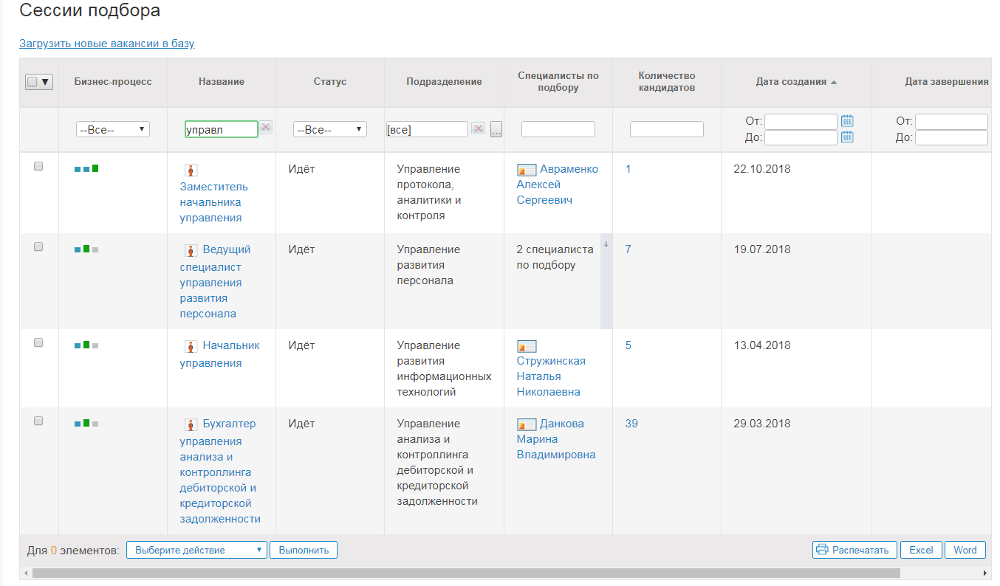 Сессии подбора
Загрузить новые вакансии в базу
Бизнес-процесс
Название
Статус
Подразделение
Специалисты по
подбору
Количество
кандидатов
Дата создания
Дата завершения
--Все--
управл
--Все--
[все]
...
От:
До:
От:
До:
Заместитель
начальника
управления
Идёт
Управление
протокола,
аналитики и
контроля
Авраменко
Алексей
Сергеевич
1
22.10.2018
Ведущий
специалист
управления
развития
персонала
Идёт
Управление
развития
персонала
2 специалиста
по подбору
7
19.07.2018
Начальник
управления
Идёт
Управление
развития
информационных
технологий
Стружинская
Наталья
Николаевна
5
13.04.2018
Бухгалтер
управления
анализа и
контроллинга
дебиторской и
кредиторской
задолженности
Идёт
Управление
анализа и
контроллинга
дебиторской и
кредиторской
задолженности
Данкова
Марина
Владимировна
39
29.03.2018
Для 0 элементов:
Выберите действие
Выполнить
Распечатать
Excel
Word